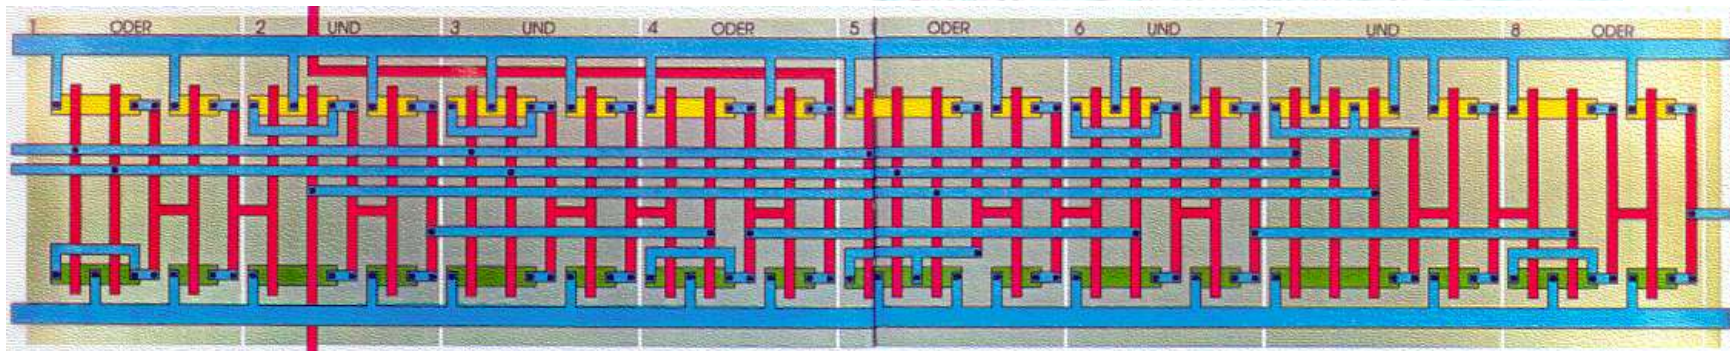 1 ODER 2 UND 3 UND 4 ODER 5 ODER 6 UND 7 UND 8 ODER